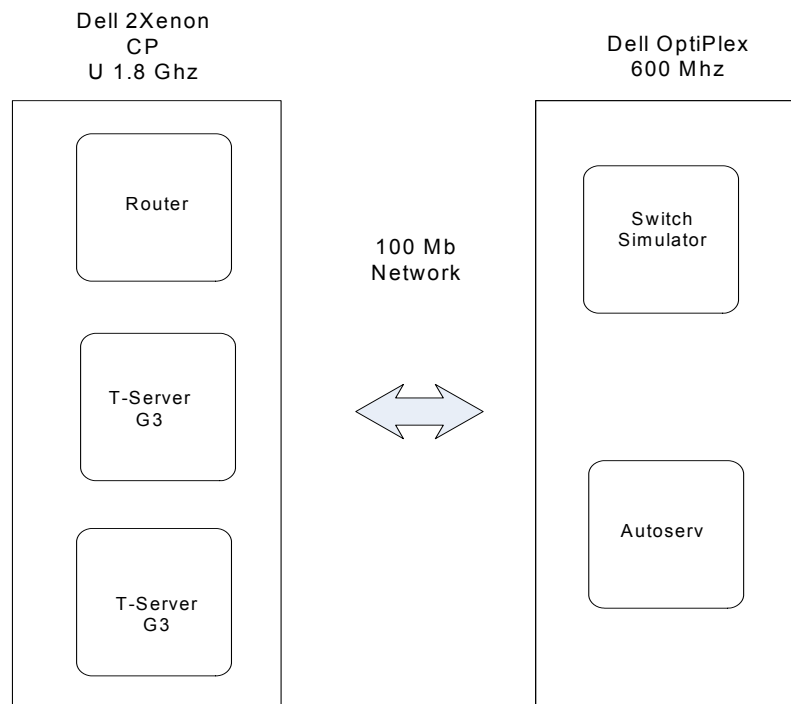 Dell 2Xenon
CP
U 1.8 Ghz
Dell OptiPlex
600 Mhz
Router
Switch
Simulator
100 Mb
Network
T-Server
G3
Autoserv
T-Server
G3